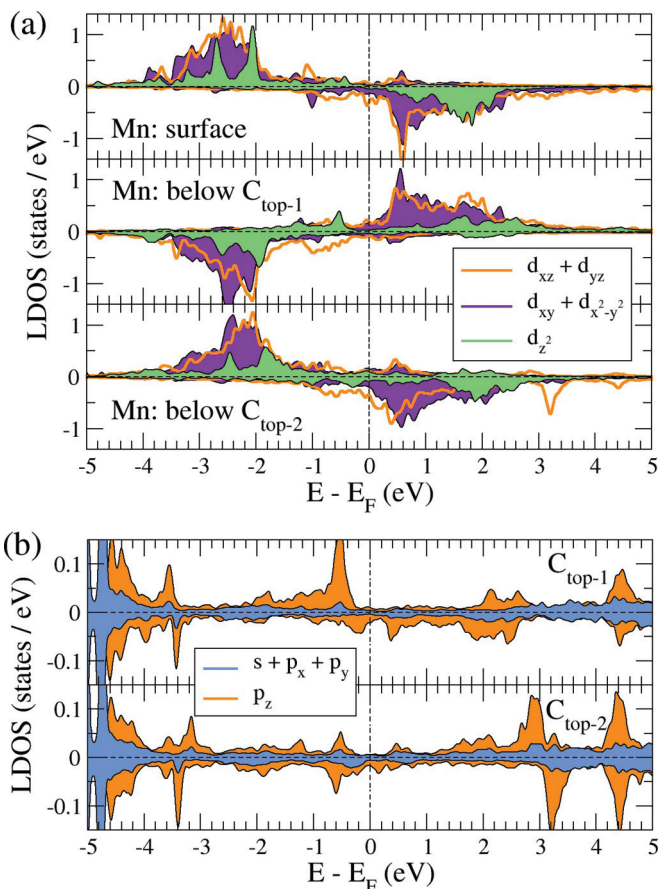 (a)
1
0
-1
Mn: surface
1
0
-1
Mn: below C_top-1
d_xz + d_yz
d_xy + d_x²-y²
d_z²
1
0
-1
Mn: below C_top-2
LDOS (states / eV)
-5 -4 -3 -2 -1 0 1 2 3 4 5
E - E_F (eV)
(b)
0.1
0
-0.1
C_top-1
s + p_x + p_y
p_z
0.1
0
-0.1
C_top-2
LDOS (states / eV)
LDOS (states / eV)
-5 -4 -3 -2 -1 0 1 2 3 4 5
E - E_F (eV)